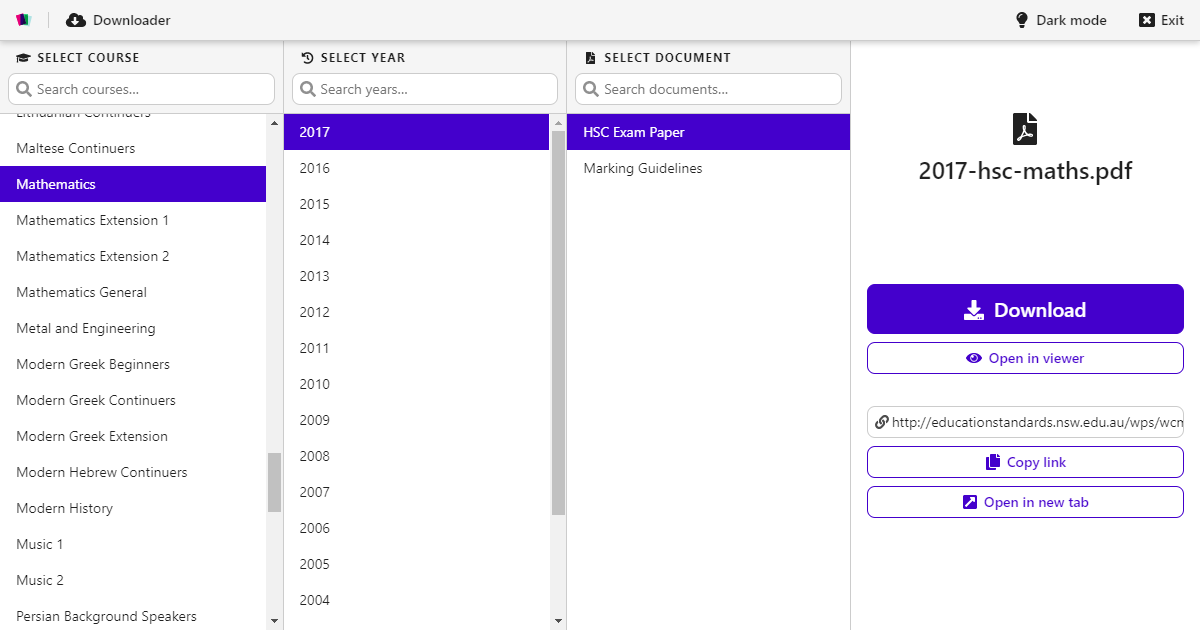 Downloader
Dark mode
Exit
SELECT COURSE
Search courses...
Lithuanian Continuers
Maltese Continuers
Mathematics
Mathematics Extension 1
Mathematics Extension 2
Mathematics General
Metal and Engineering
Modern Greek Beginners
Modern Greek Continuers
Modern Greek Extension
Modern Hebrew Continuers
Modern History
Music 1
Music 2
Persian Background Speakers
SELECT YEAR
Search years...
2017
2016
2015
2014
2013
2012
2011
2010
2009
2008
2007
2006
2005
2004
SELECT DOCUMENT
Search documents...
HSC Exam Paper
Marking Guidelines
2017-hsc-maths.pdf
Download
Open in viewer
http://educationstandards.nsw.edu.au/wps/wcm
Copy link
Open in new tab